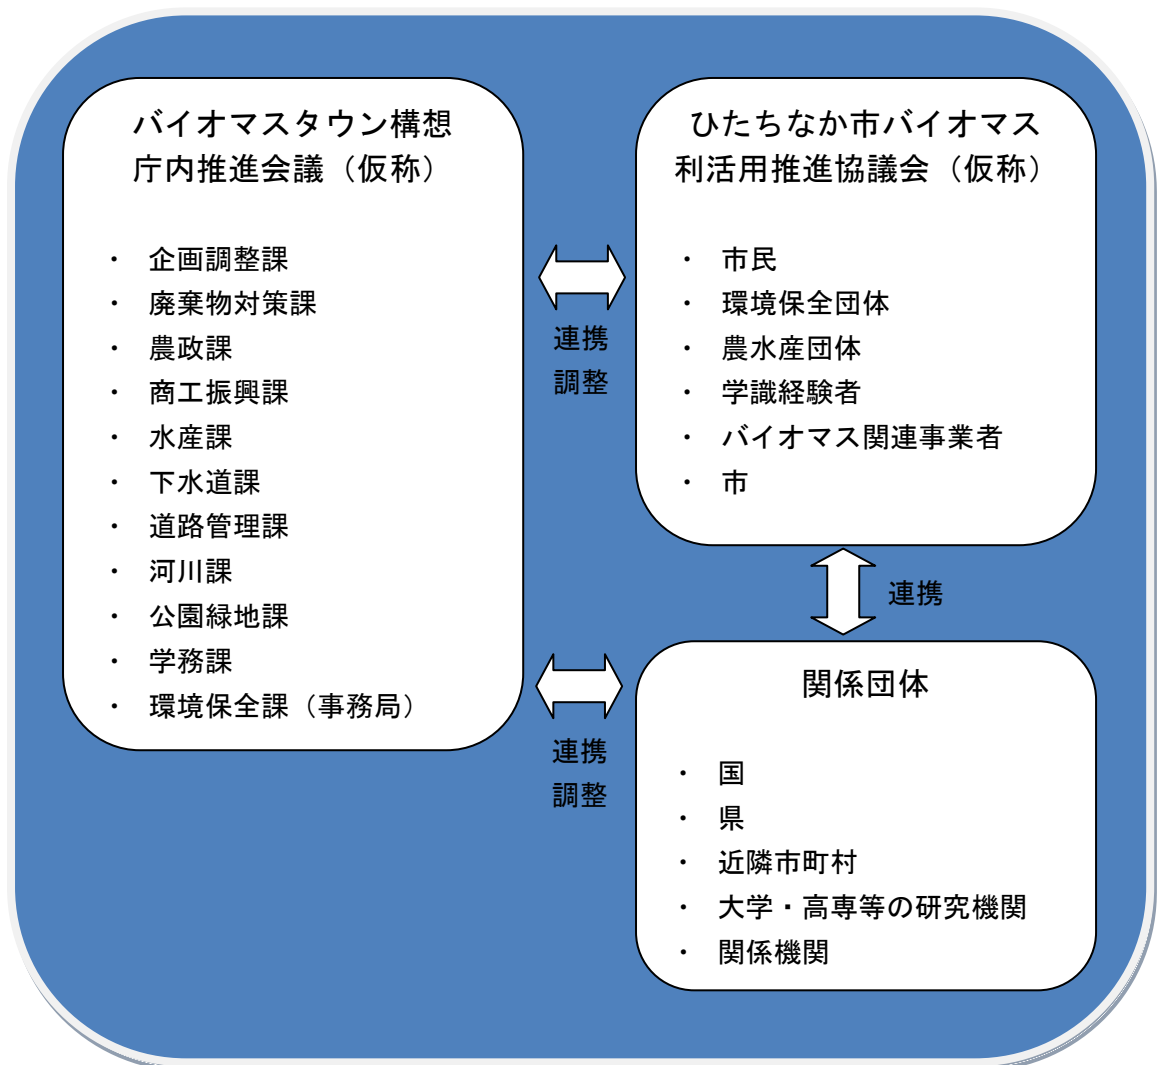 バイオマスタウン構想
庁内推進会議（仮称）
・ 企画調整課
・ 廃棄物対策課
・ 農政課
・ 商工振興課
・ 水産課
・ 下水道課
・ 道路管理課
・ 河川課
・ 公園緑地課
・ 学務課
・ 環境保全課（事務局）
連携
調整
ひたちなか市バイオマス
利活用推進協議会（仮称）
・ 市民
・ 環境保全団体
・ 農水産団体
・ 学識経験者
・ バイオマス関連事業者
・ 市
連携
連携
調整
関係団体
・ 国
・ 県
・ 近隣市町村
・ 大学・高専等の研究機関
・ 関係機関